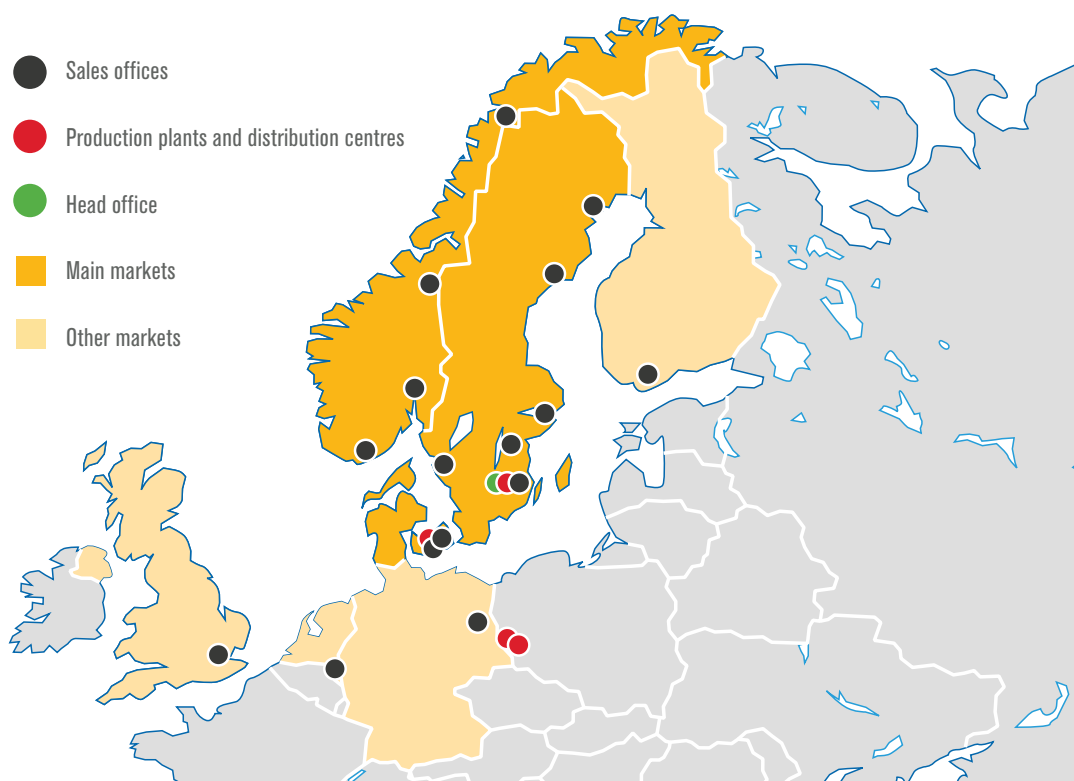 Sales offices
Production plants and distribution centres
Head office
Main markets
Other markets